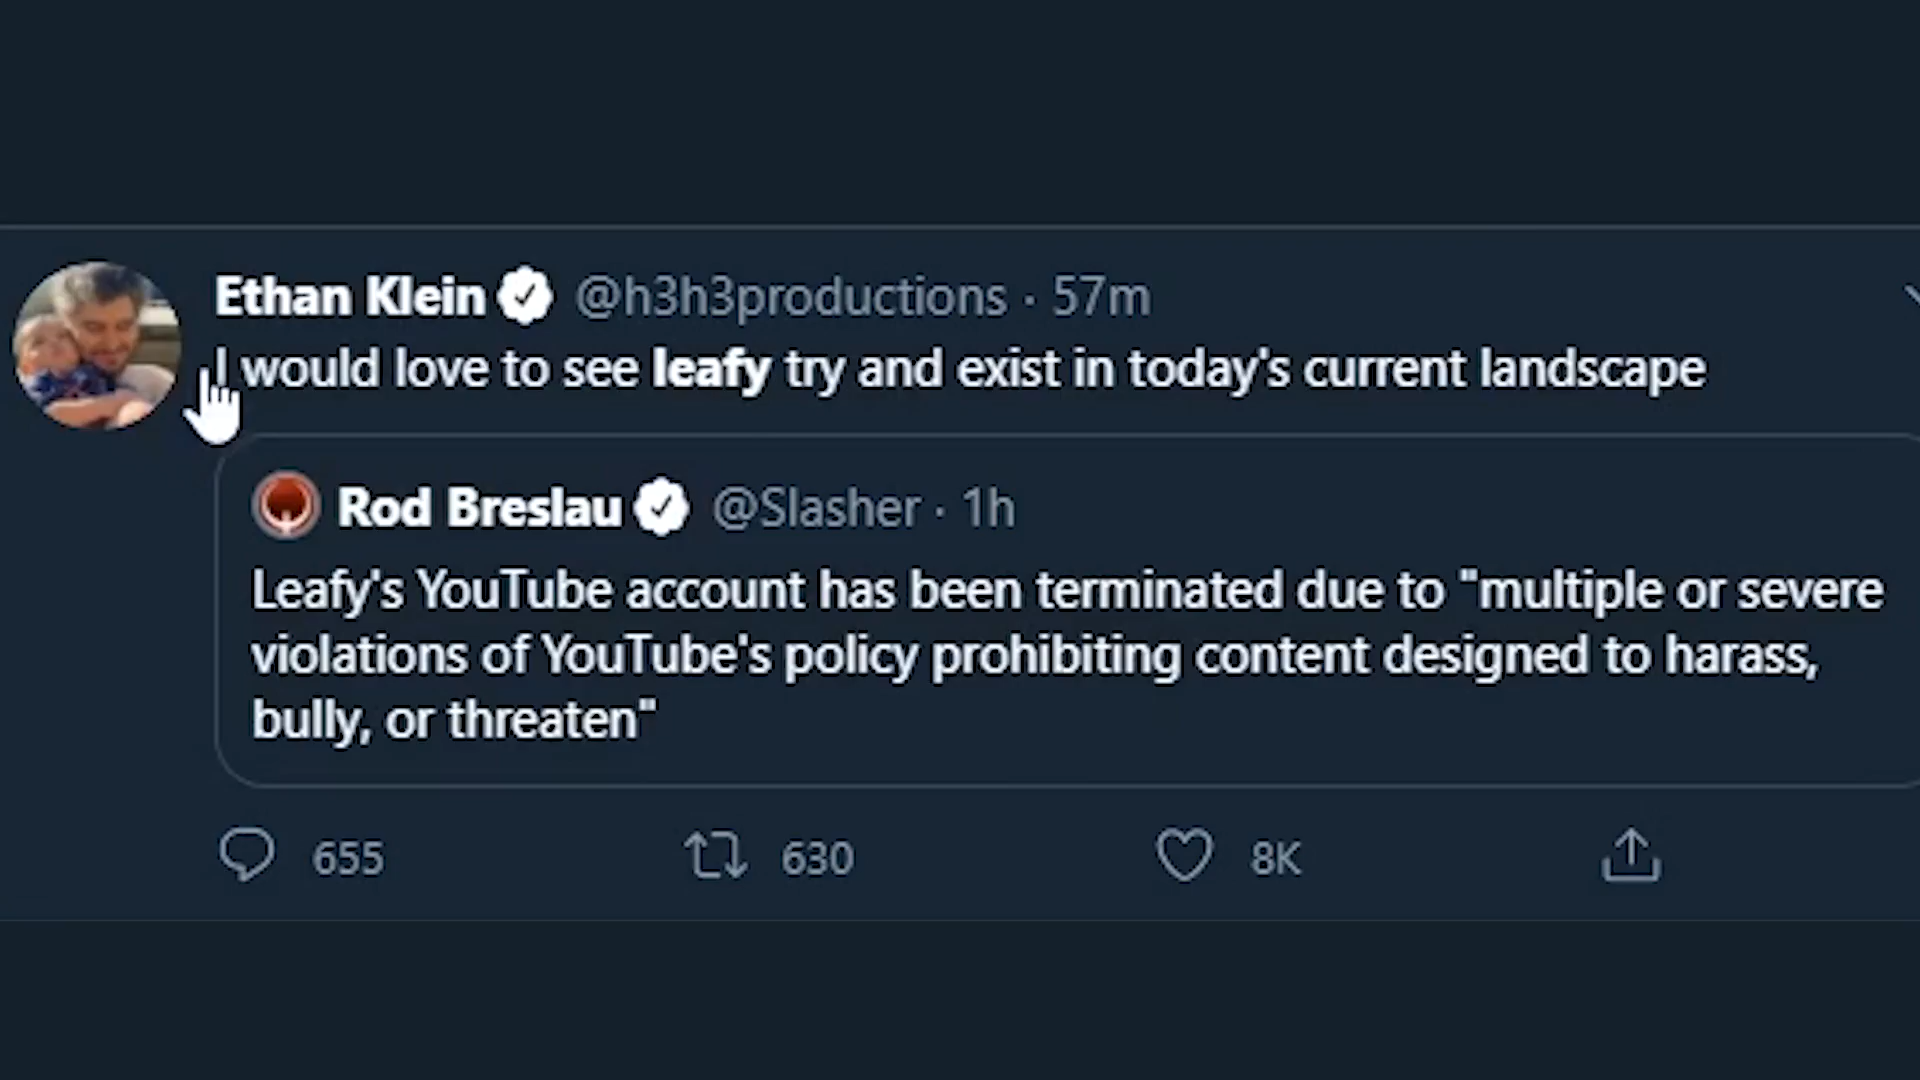 Ethan Klein @h3h3productions · 57m
I would love to see leafy try and exist in today's current landscape
Rod Breslau @Slasher · 1h
Leafy's YouTube account has been terminated due to "multiple or severe
violations of YouTube's policy prohibiting content designed to harass,
bully, or threaten"
655 630 8K